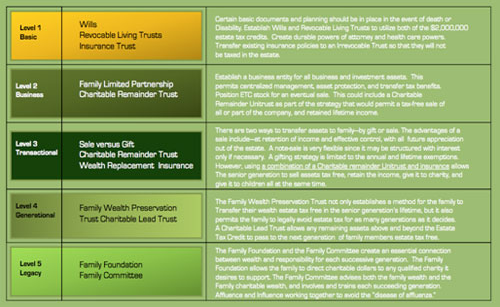 Level 1
Basic
Wills
Revocable Living Trusts
Insurance Trust
Certain basic documents and planning should be in place in the event of death or
Disability. Establish Wills and Revocable Living Trusts to utilize both of the $2,000,000
estate tax credits. Create durable powers of attorney and health care powers.
Transfer existing insurance policies to an Irrevocable Trust so that they will not
be taxed in the estate.
Level 2
Business
Family Limited Partnership
Charitable Remainder Trust
Establish a business entity for all business and investment assets. This
permits centralized management, asset protection, and transfer tax benefits.
Position ETC stock for an eventual sale. This could include a Charitable
Remainder Unitrust as part of the strategy that would permit a tax-free sale of
all or part of the company, and retained lifetime income.
Level 3
Transactional
Sale versus Gift
Charitable Remainder Trust
Wealth Replacement Insurance
There are two ways to transfer assets to family—by gift or sale. The advantages of a
sale include—at retention of income and effective control, with all future appreciation
out of the estate. A note-sale is very flexible since it may be structured with interest
only if necessary. A gifting strategy is limited to the annual and lifetime exemptions.
However, using a combination of a Charitable remainder Unitrust and insurance allows
The senior generation to sell assets tax free, retain the income, give it to charity, and
give it to children all at the same time.
Level 4
Generational
Family Wealth Preservation
Trust Charitable Lead Trust
The Family Wealth Preservation Trust not only establishes a method for the family to
Transfer their wealth estate tax free in the senior generation's lifetime, but it also
permits the family to legally avoid estate tax for as many generations as it decides.
A Charitable Lead Trust allows any remaining assets above and beyond the Estate
Tax Credit to pass to the next generation of family members estate tax free.
Level 5
Legacy
Family Foundation
Family Committee
The Family Foundation and the Family Committee create an essential connection
between wealth and responsibility for each successive generation. The Family
Foundation allows the family to direct charitable dollars to any qualified charity it
desires to support. The Family Committee advises both the family wealth and the
Family charitable wealth, and involves and trains each succeeding generation.
Affluence and Influence working together to avoid the "disease of affluence."